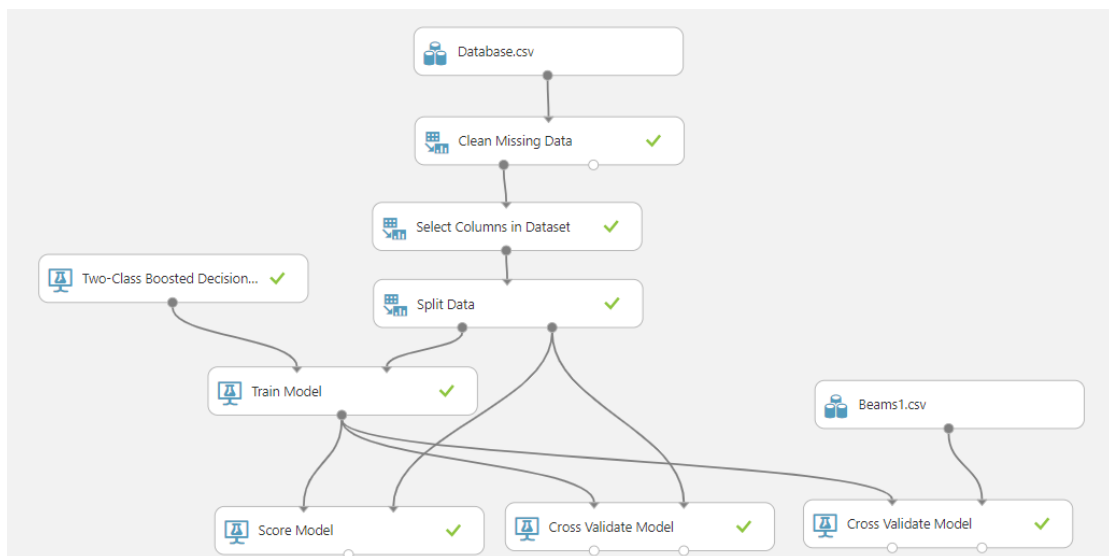 Database.csv
Clean Missing Data
Select Columns in Dataset
Two-Class Boosted Decision...
Split Data
Train Model
Beams1.csv
Score Model
Cross Validate Model
Cross Validate Model